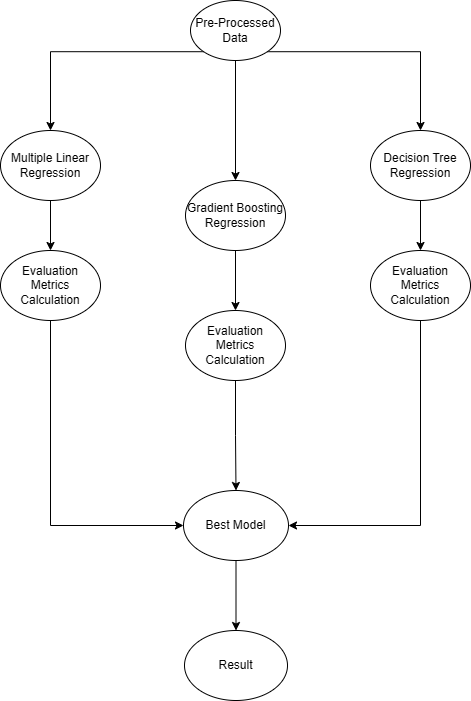 Pre-Processed
Data
Multiple Linear
Regression
Decision Tree
Regression
Gradient Boosting
Regression
Evaluation
Metrics
Calculation
Evaluation
Metrics
Calculation
Evaluation
Metrics
Calculation
Best Model
Result